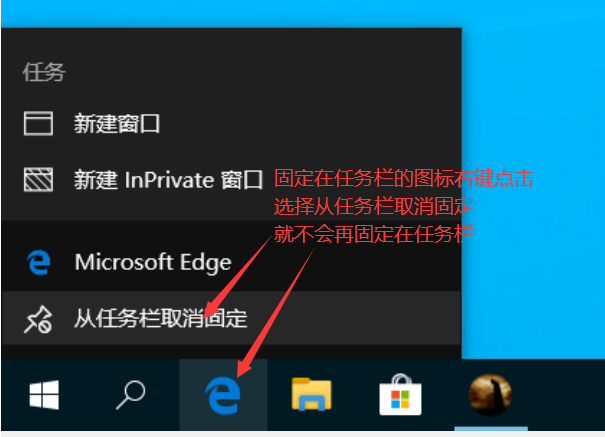 任务
新建窗口
新建 InPrivate 窗口
固定在任务栏的图标右键点击
选择从任务栏取消固定
就不会再固定在任务栏
Microsoft Edge
从任务栏取消固定